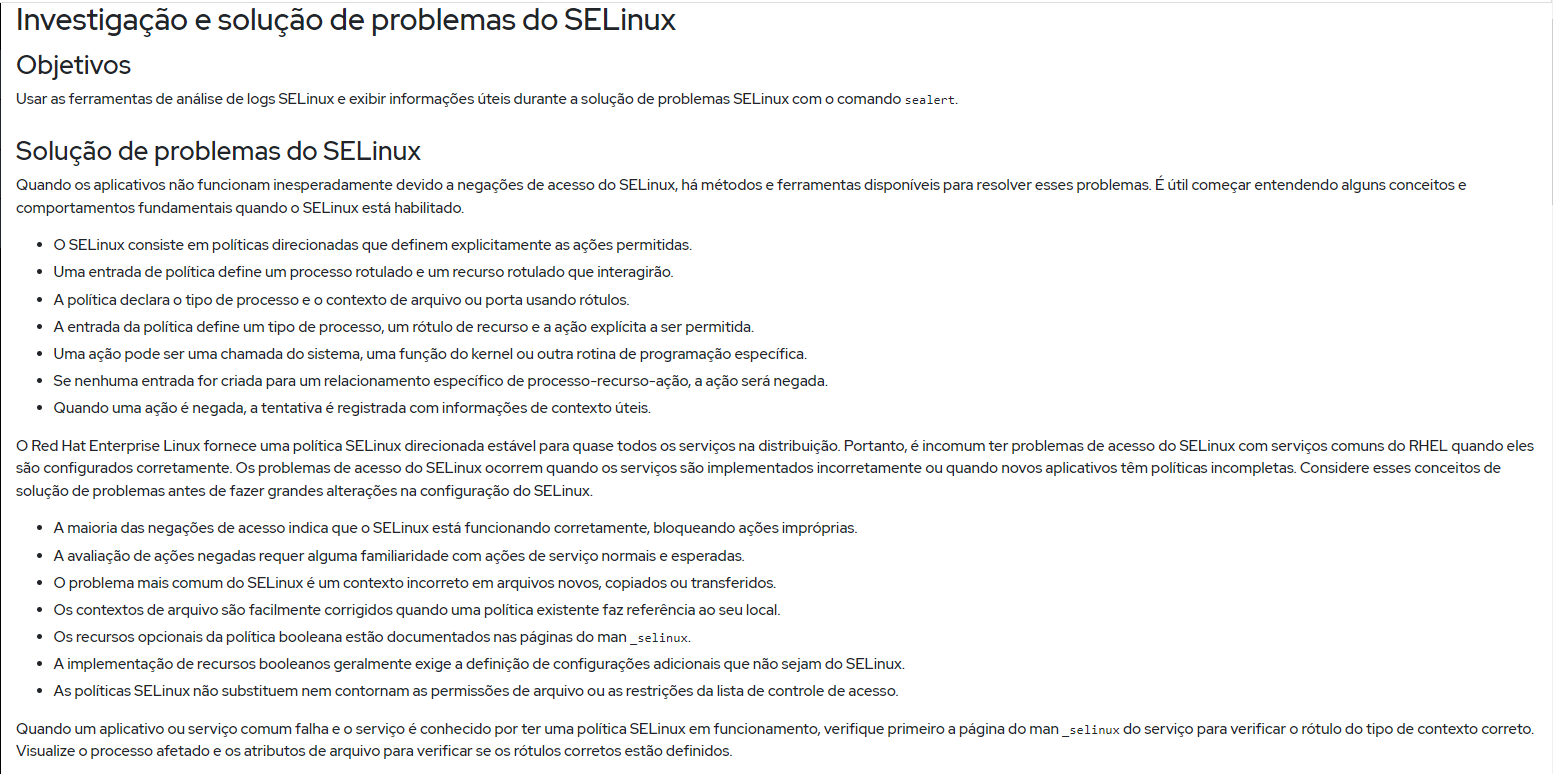 Investigação e solução de problemas do SELinux
Objetivos
Usar as ferramentas de análise de logs SELinux e exibir informações úteis durante a solução de problemas SELinux com o comando sealert.
Solução de problemas do SELinux
Quando os aplicativos não funcionam inesperadamente devido a negações de acesso do SELinux, há métodos e ferramentas disponíveis para resolver esses problemas. É útil começar entendendo alguns conceitos e
comportamentos fundamentais quando o SELinux está habilitado.
• O SELinux consiste em políticas direcionadas que definem explicitamente as ações permitidas.
• Uma entrada de política define um processo rotulado e um recurso rotulado que interagirão.
• A política declara o tipo de processo e o contexto de arquivo ou porta usando rótulos.
• A entrada da política define um tipo de processo, um rótulo de recurso e a ação explícita a ser permitida.
• Uma ação pode ser uma chamada do sistema, uma função do kernel ou outra rotina de programação específica.
• Se nenhuma entrada for criada para um relacionamento específico de processo-recurso-ação, a ação será negada.
• Quando uma ação é negada, a tentativa é registrada com informações de contexto úteis.
O Red Hat Enterprise Linux fornece uma política SELinux direcionada estável para quase todos os serviços na distribuição. Portanto, é incomum ter problemas de acesso do SELinux com serviços comuns do RHEL quando eles
são configurados corretamente. Os problemas de acesso do SELinux ocorrem quando os serviços são implementados incorretamente ou quando novos aplicativos têm políticas incompletas. Considere esses conceitos de
solução de problemas antes de fazer grandes alterações na configuração do SELinux.
• A maioria das negações de acesso indica que o SELinux está funcionando corretamente, bloqueando ações impróprias.
• A avaliação de ações negadas requer alguma familiaridade com ações de serviço normais e esperadas.
• O problema mais comum do SELinux é um contexto incorreto em arquivos novos, copiados ou transferidos.
• Os contextos de arquivo são facilmente corrigidos quando uma política existente faz referência ao seu local.
• Os recursos opcionais da política booleana estão documentados nas páginas do man _selinux.
• A implementação de recursos booleanos geralmente exige a definição de configurações adicionais que não sejam do SELinux.
• As políticas SELinux não substituem nem contornam as permissões de arquivo ou as restrições da lista de controle de acesso.
Quando um aplicativo ou serviço comum falha e o serviço é conhecido por ter uma política SELinux em funcionamento, verifique primeiro a página do man _selinux do serviço para verificar o rótulo do tipo de contexto correto.
Visualize o processo afetado e os atributos de arquivo para verificar se os rótulos corretos estão definidos.